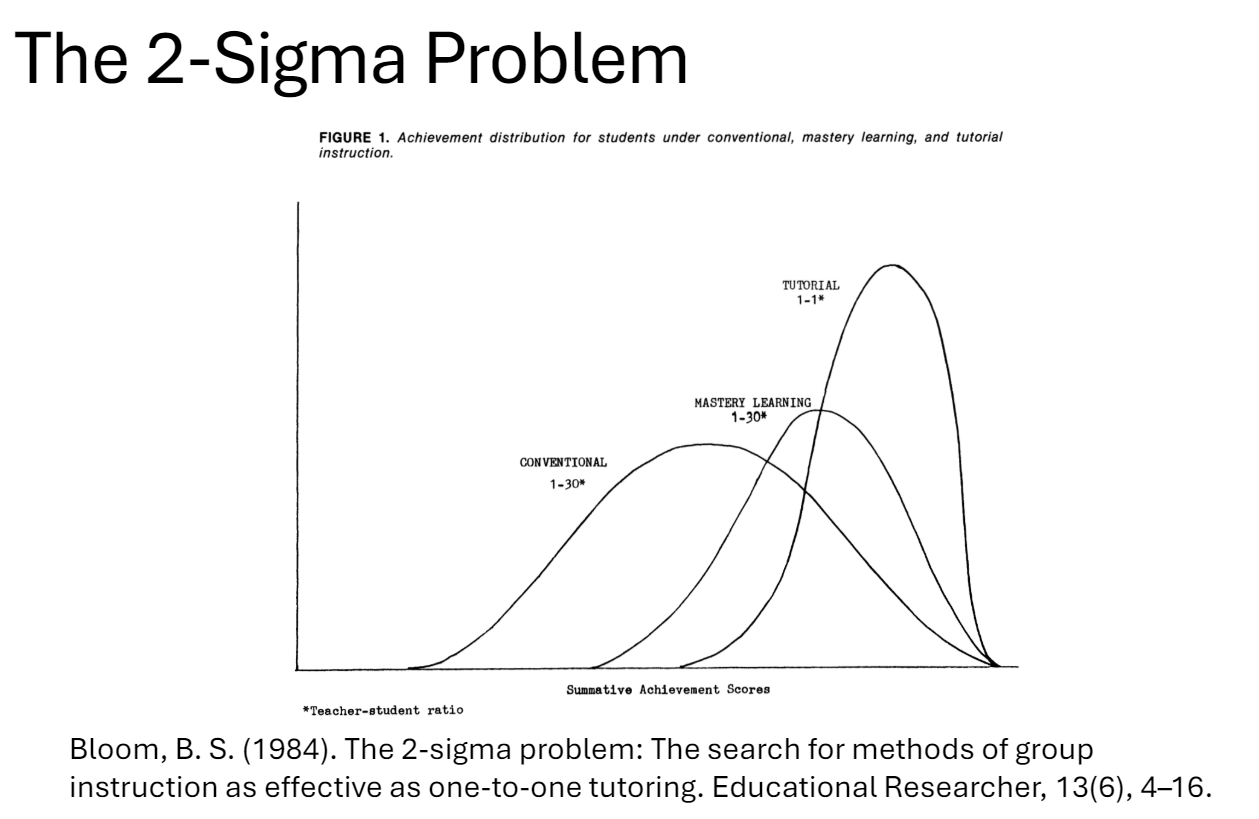 The 2-Sigma Problem
FIGURE 1. Achievement distribution for students under conventional, mastery learning, and tutorial
instruction.
TUTORIAL
1-1*
MASTERY LEARNING
1-30*
CONVENTIONAL
1-30*
Summative Achievement Scores
*Teacher-student ratio
Bloom, B. S. (1984). The 2-sigma problem: The search for methods of group
instruction as effective as one-to-one tutoring. Educational Researcher, 13(6), 4–16.